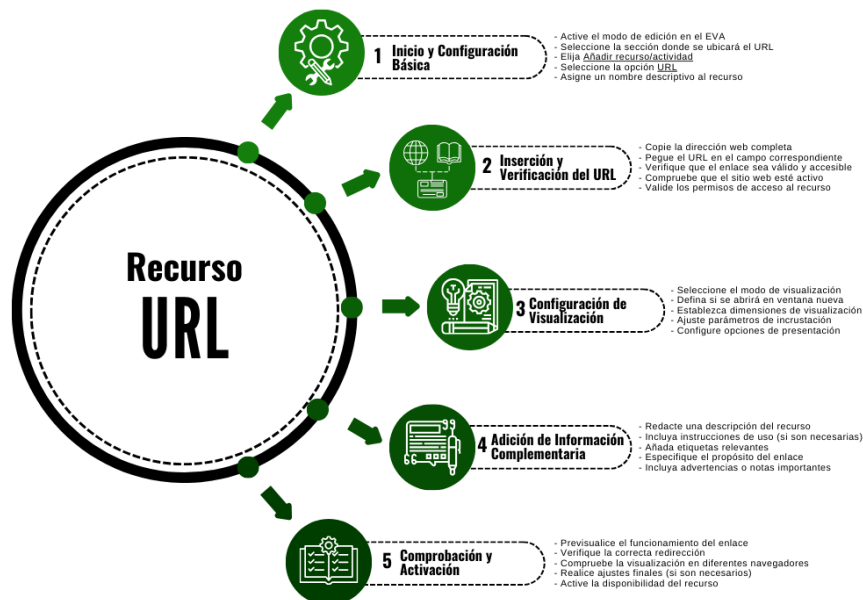 Recurso
URL
1 Inicio y Configuración
Básica
- Active el modo de edición en el EVA
- Seleccione la sección donde se ubicará el URL
- Elija Añadir recurso/actividad
- Seleccione la opción URL
- Asigne un nombre descriptivo al recurso
2 Inserción y
Verificación del URL
- Copie la dirección web completa
- Pegue el URL en el campo correspondiente
- Verifique que el enlace sea válido y accesible
- Compruebe que el sitio web esté activo
- Valide los permisos de acceso al recurso
3 Configuración de
Visualización
- Seleccione el modo de visualización
- Defina si se abrirá en ventana nueva
- Establezca dimensiones de visualización
- Ajuste parámetros de incrustación
- Configure opciones de presentación
4 Adición de Información
Complementaria
- Redacte una descripción del recurso
- Incluya instrucciones de uso (si son necesarias)
- Añada etiquetas relevantes
- Especifique el propósito del enlace
- Incluya advertencias o notas importantes
5 Comprobación y
Activación
- Previsualice el funcionamiento del enlace
- Verifique la correcta redirección
- Compruebe la visualización en diferentes navegadores
- Realice ajustes finales (si son necesarios)
- Active la disponibilidad del recurso